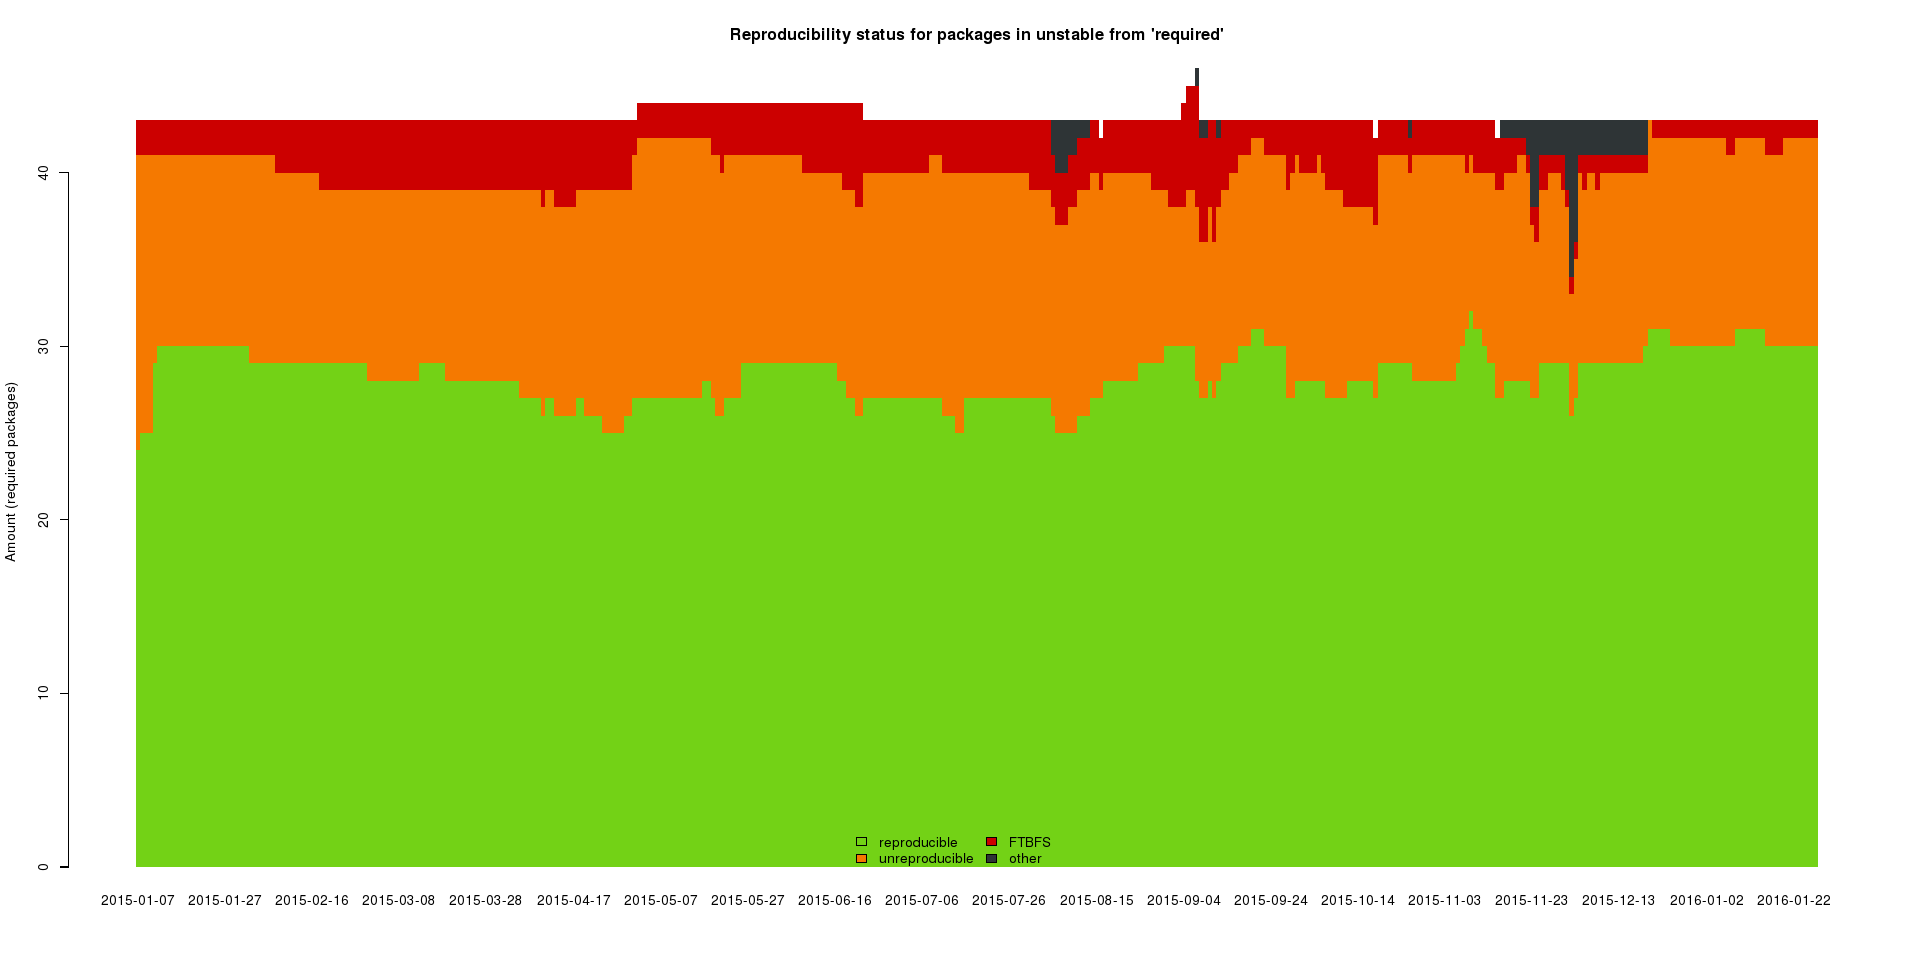 Reproducibility status for packages in unstable from 'required'
Amount (required packages)
40
30
20
10
0
reproducible FTBFS
unreproducible other
2015-01-07 2015-01-27 2015-02-16 2015-03-08 2015-03-28 2015-04-17 2015-05-07 2015-05-27 2015-06-16 2015-07-06 2015-07-26 2015-08-15 2015-09-04 2015-09-24 2015-10-14 2015-11-03 2015-11-23 2015-12-13 2016-01-02 2016-01-22